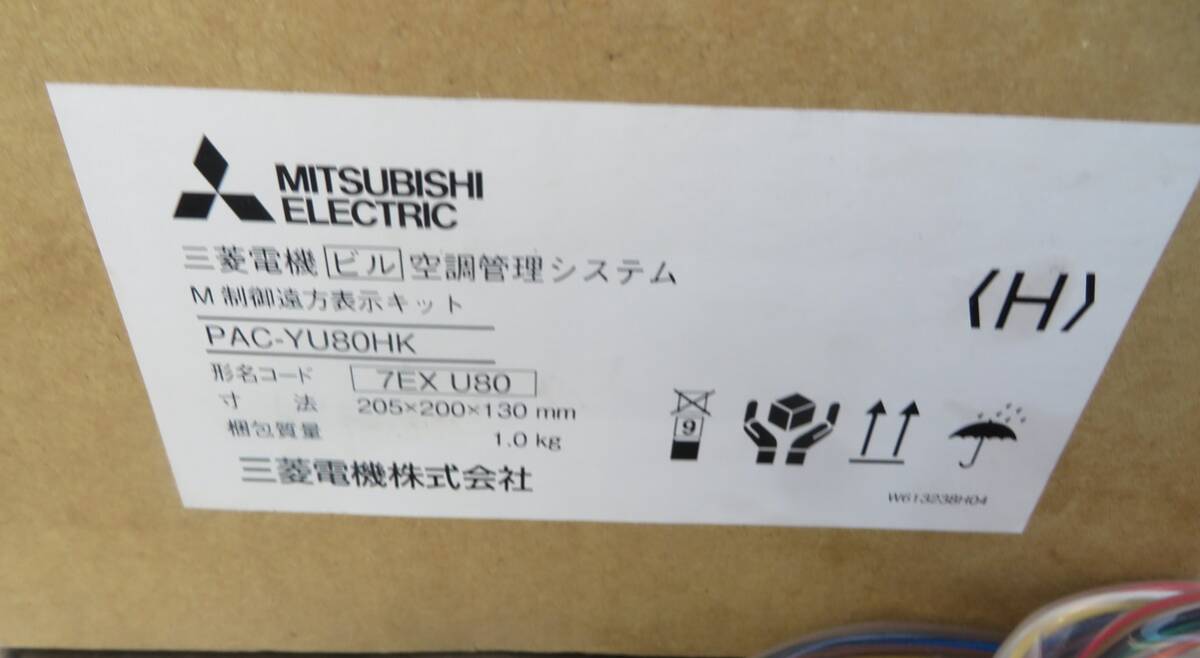 MITSUBISHI
ELECTRIC
三菱電機 ビル 空調管理システム
M 制御遠方表示キット
PAC-YU80HK
形名コード 7EX U80
寸 法 205×200×130 mm
梱包質量 1.0 kg
三菱電機株式会社
〈H〉
9
W613238H04